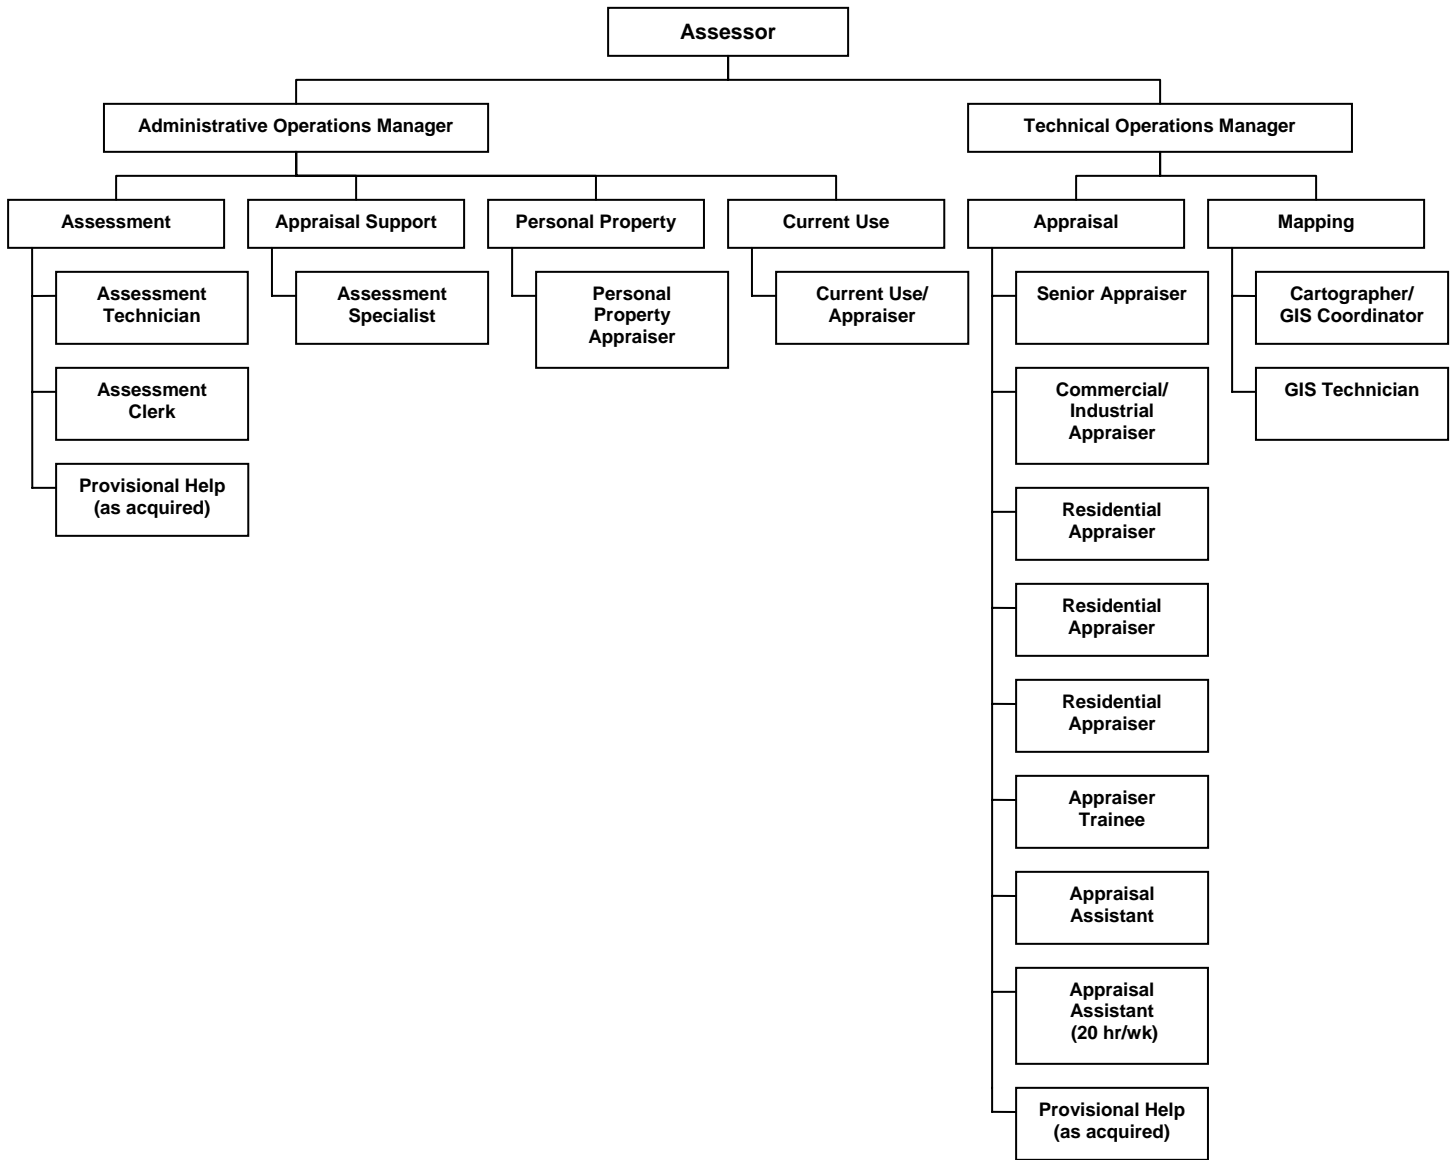 Assessor
Administrative Operations Manager
Technical Operations Manager
Assessment
Appraisal Support
Personal Property
Current Use
Appraisal
Mapping
Assessment
Technician
Assessment
Specialist
Personal
Property
Appraiser
Current Use/
Appraiser
Senior Appraiser
Cartographer/
GIS Coordinator
Assessment
Clerk
Commercial/
Industrial
Appraiser
GIS Technician
Provisional Help
(as acquired)
Residential
Appraiser
Residential
Appraiser
Residential
Appraiser
Appraiser
Trainee
Appraisal
Assistant
Appraisal
Assistant
(20 hr/wk)
Provisional Help
(as acquired)